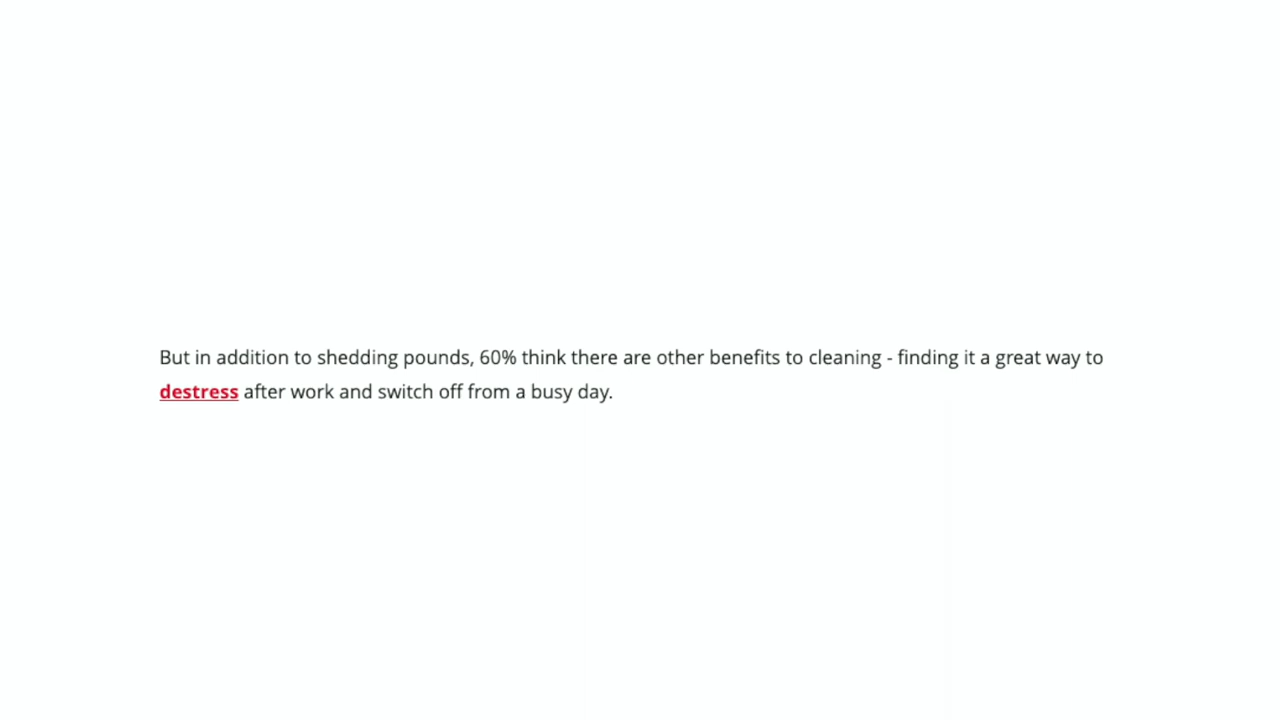 But in addition to shedding pounds, 60% think there are other benefits to cleaning - finding it a great way to
destress after work and switch off from a busy day.